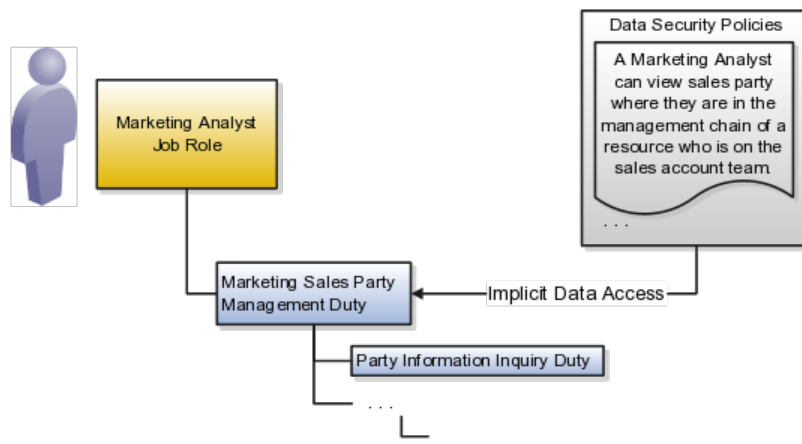 Data Security Policies
A Marketing Analyst
can view sales party
where they are in the
management chain of a
resource who is on the
sales account team.
. . .
Marketing Analyst
Job Role
Marketing Sales Party
Management Duty
Implicit Data Access
Party Information Inquiry Duty
. . .